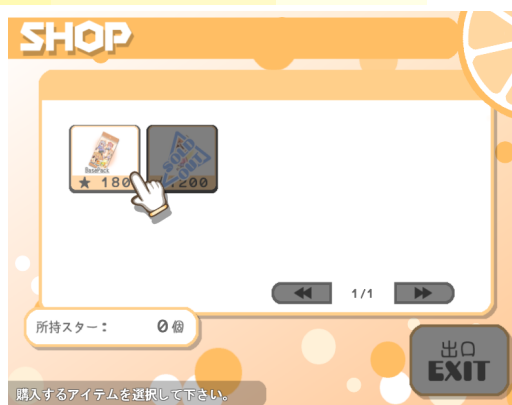 SHOP
BasePack
★ 180
SOLD OUT
1200
1/1
所持スター： 0個
出口
EXIT
購入するアイテムを選択して下さい。